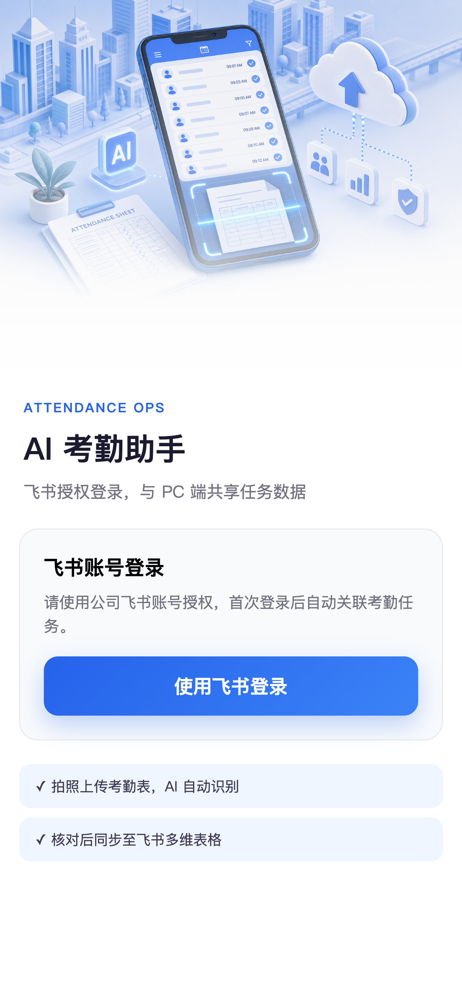 09:01 AM
09:03 AM
09:05 AM
09:07 AM
09:08 AM
09:10 AM
09:12 AM
AI
ATTENDANCE SHEET
ATTENDANCE OPS
AI 考勤助手
飞书授权登录，与 PC 端共享任务数据
飞书账号登录
请使用公司飞书账号授权，首次登录后自动关联考勤任
务。
使用飞书登录
✓ 拍照上传考勤表，AI 自动识别
✓ 核对后同步至飞书多维表格